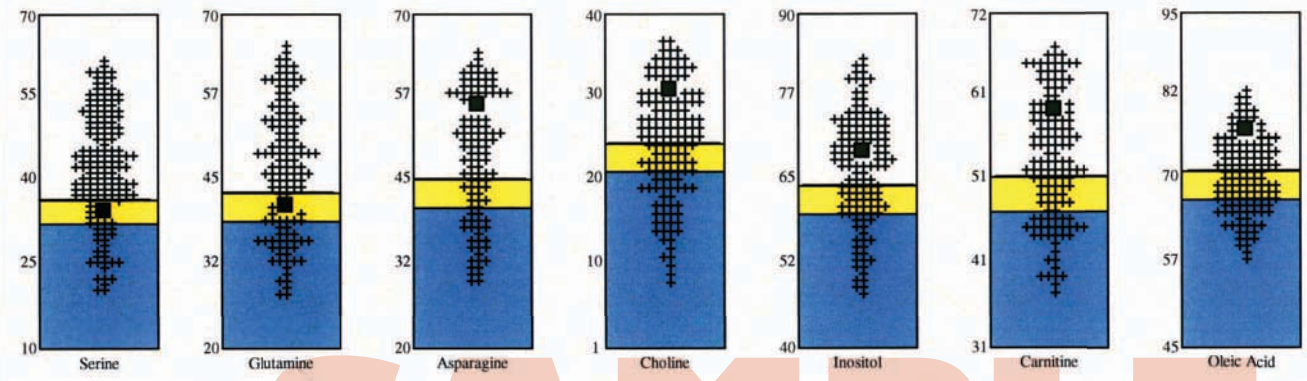 70 55 40 25 10
Serine
70 57 45 32 20
Glutamine
70 57 45 32 20
Asparagine
40 30 20 10 1
Choline
90 77 65 52 40
Inositol
72 61 51 41 31
Carnitine
95 82 70 57 45
Oleic Acid